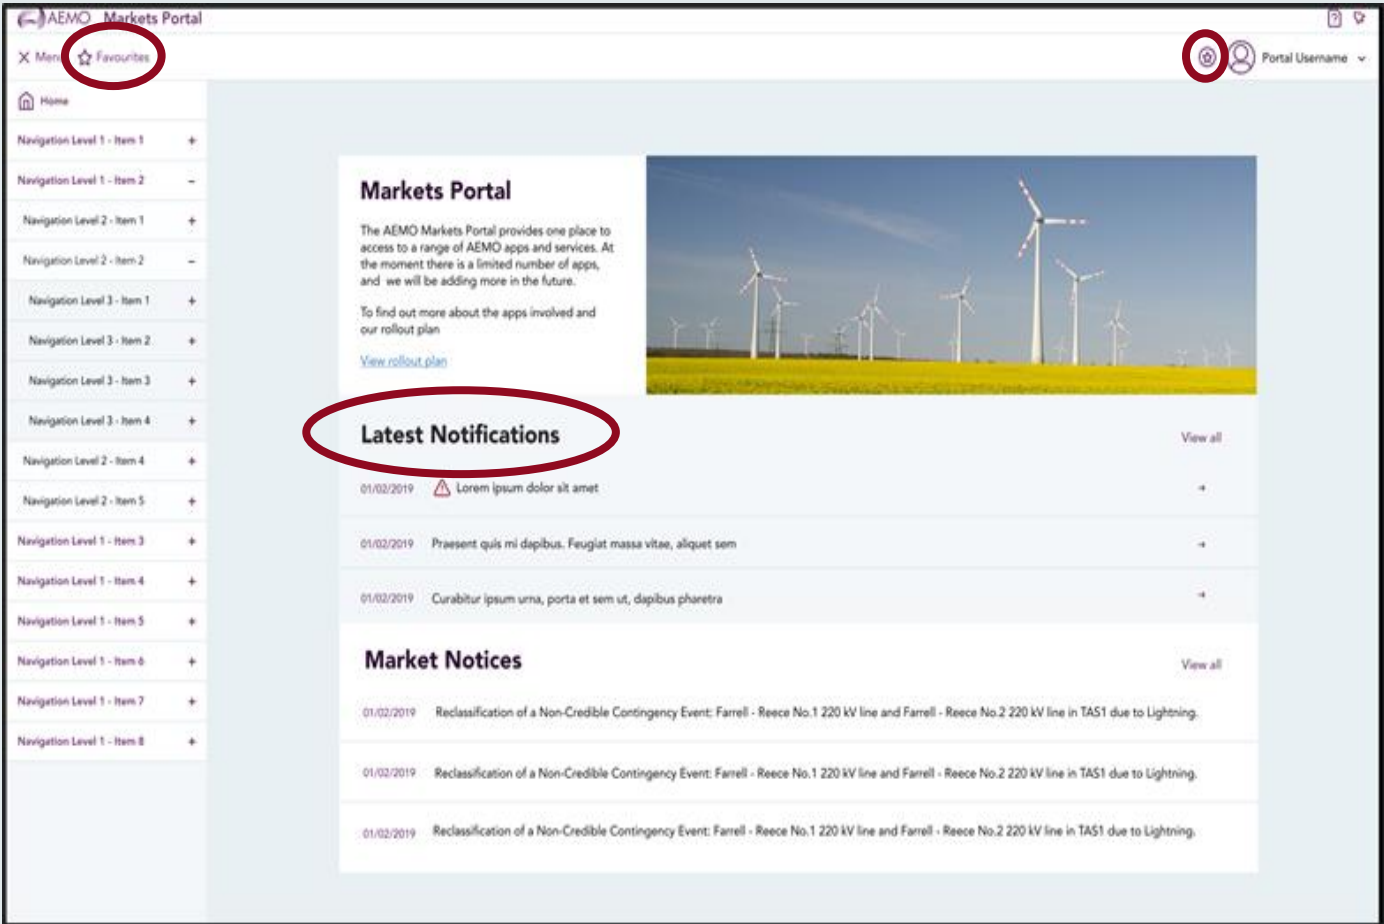 AEMO Markets Portal
Menu Favourites
Portal Username
Home
Navigation Level 1 - Item 1
Navigation Level 1 - Item 2
Navigation Level 2 - Item 1
Navigation Level 2 - Item 2
Navigation Level 3 - Item 1
Navigation Level 3 - Item 2
Navigation Level 3 - Item 3
Navigation Level 3 - Item 4
Navigation Level 2 - Item 4
Navigation Level 2 - Item 5
Navigation Level 1 - Item 3
Navigation Level 1 - Item 4
Navigation Level 1 - Item 5
Navigation Level 1 - Item 6
Navigation Level 1 - Item 7
Navigation Level 1 - Item 8
Markets Portal
The AEMO Markets Portal provides one place to
access to a range of AEMO apps and services. At
the moment there is a limited number of apps,
and we will be adding more in the future.
To find out more about the apps involved and
our rollout plan
View rollout plan
Latest Notifications
View all
01/02/2019 Lorem ipsum dolor sit amet
01/02/2019 Praesent quis mi dapibus. Feugiat massa vitae, aliquet sem
01/02/2019 Curabitur ipsum urna, porta et sem ut, dapibus pharetra
Market Notices
View all
01/02/2019 Reclassification of a Non-Credible Contingency Event: Farrell - Reece No.1 220 kV line and Farrell - Reece No.2 220 kV line in TAS1 due to Lightning.
01/02/2019 Reclassification of a Non-Credible Contingency Event: Farrell - Reece No.1 220 kV line and Farrell - Reece No.2 220 kV line in TAS1 due to Lightning.
01/02/2019 Reclassification of a Non-Credible Contingency Event: Farrell - Reece No.1 220 kV line and Farrell - Reece No.2 220 kV line in TAS1 due to Lightning.